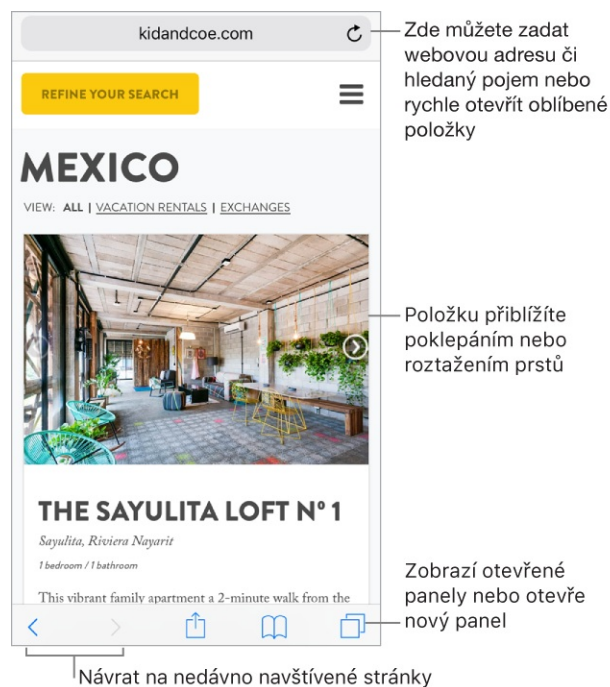 kidandcoe.com
REFINE YOUR SEARCH
MEXICO
VIEW: ALL | VACATION RENTALS | EXCHANGES
THE SAYULITA LOFT Nº 1
Sayulita, Riviera Nayarit
1 bedroom / 1 bathroom
This vibrant family apartment a 2-minute walk from the
Zde můžete zadat
webovou adresu či
hledaný pojem nebo
rychle otevřít oblíbené
položky
Položku přiblížíte
poklepáním nebo
roztažením prstů
Zobrazí otevřené
panely nebo otevře
nový panel
Návrat na nedávno navštívené stránky